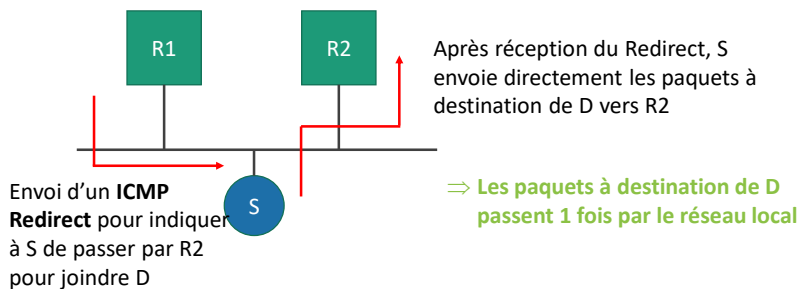 R1
R2
Après réception du Redirect, S
envoie directement les paquets à
destination de D vers R2
Envoi d'un ICMP
Redirect pour indiquer
à S de passer par R2
pour joindre D
S
⇒ Les paquets à destination de D
passent 1 fois par le réseau local